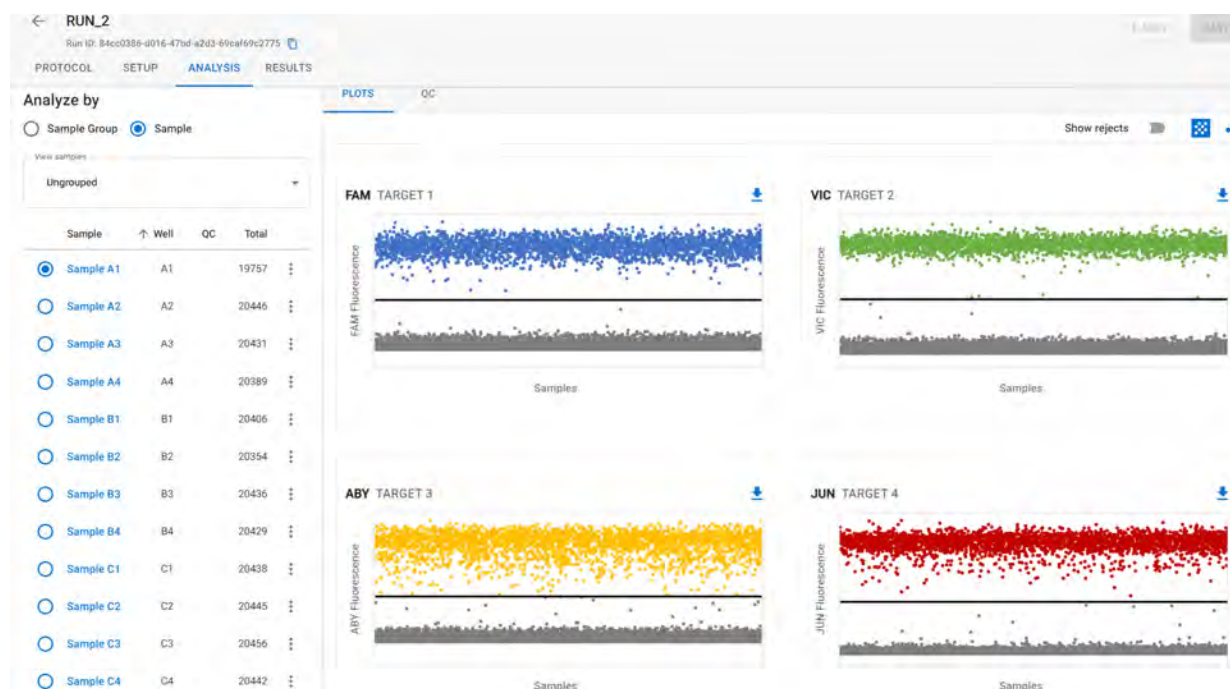 RUN_2
Run ID: 84cc0386-d016-47bd-a2d3-69caf69c2775
PROTOCOL SETUP ANALYSIS RESULTS
Analyze by
Sample Group Sample
View samples
Ungrouped
Sample Well QC Total
Sample A1 A1 19757
Sample A2 A2 20446
Sample A3 A3 20431
Sample A4 A4 20389
Sample B1 B1 20406
Sample B2 B2 20354
Sample B3 B3 20436
Sample B4 B4 20429
Sample C1 C1 20438
Sample C2 C2 20445
Sample C3 C3 20456
Sample C4 C4 20442
PLOTS QC
Show rejects
FAM TARGET 1
FAM Fluorescence
Samples
VIC TARGET 2
VIC Fluorescence
Samples
ABY TARGET 3
ABY Fluorescence
Samples
JUN TARGET 4
JUN Fluorescence
Samples